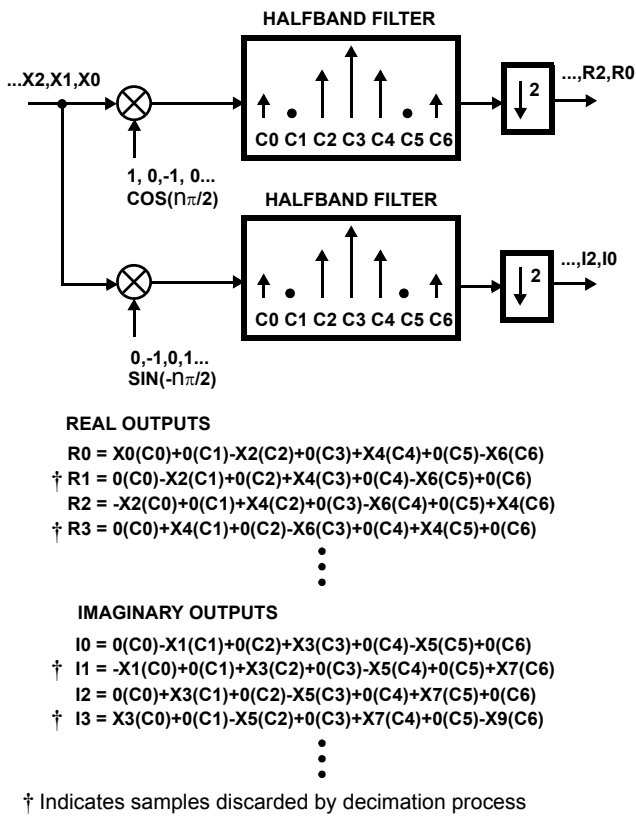 HALFBAND FILTER
...X2,X1,X0
C0 C1 C2 C3 C4 C5 C6
2
...,R2,R0
1, 0,-1, 0...
COS(nπ/2)
HALFBAND FILTER
C0 C1 C2 C3 C4 C5 C6
2
...,I2,I0
0,-1,0,1...
SIN(-nπ/2)
REAL OUTPUTS
R0 = X0(C0)+0(C1)-X2(C2)+0(C3)+X4(C4)+0(C5)-X6(C6)
† R1 = 0(C0)-X2(C1)+0(C2)+X4(C3)+0(C4)-X6(C5)+0(C6)
R2 = -X2(C0)+0(C1)+X4(C2)+0(C3)-X6(C4)+0(C5)+X4(C6)
† R3 = 0(C0)+X4(C1)+0(C2)-X6(C3)+0(C4)+X4(C5)+0(C6)
IMAGINARY OUTPUTS
I0 = 0(C0)-X1(C1)+0(C2)+X3(C3)+0(C4)-X5(C5)+0(C6)
† I1 = -X1(C0)+0(C1)+X3(C2)+0(C3)-X5(C4)+0(C5)+X7(C6)
I2 = 0(C0)+X3(C1)+0(C2)-X5(C3)+0(C4)+X7(C5)+0(C6)
† I3 = X3(C0)+0(C1)-X5(C2)+0(C3)+X7(C4)+0(C5)-X9(C6)
† Indicates samples discarded by decimation process